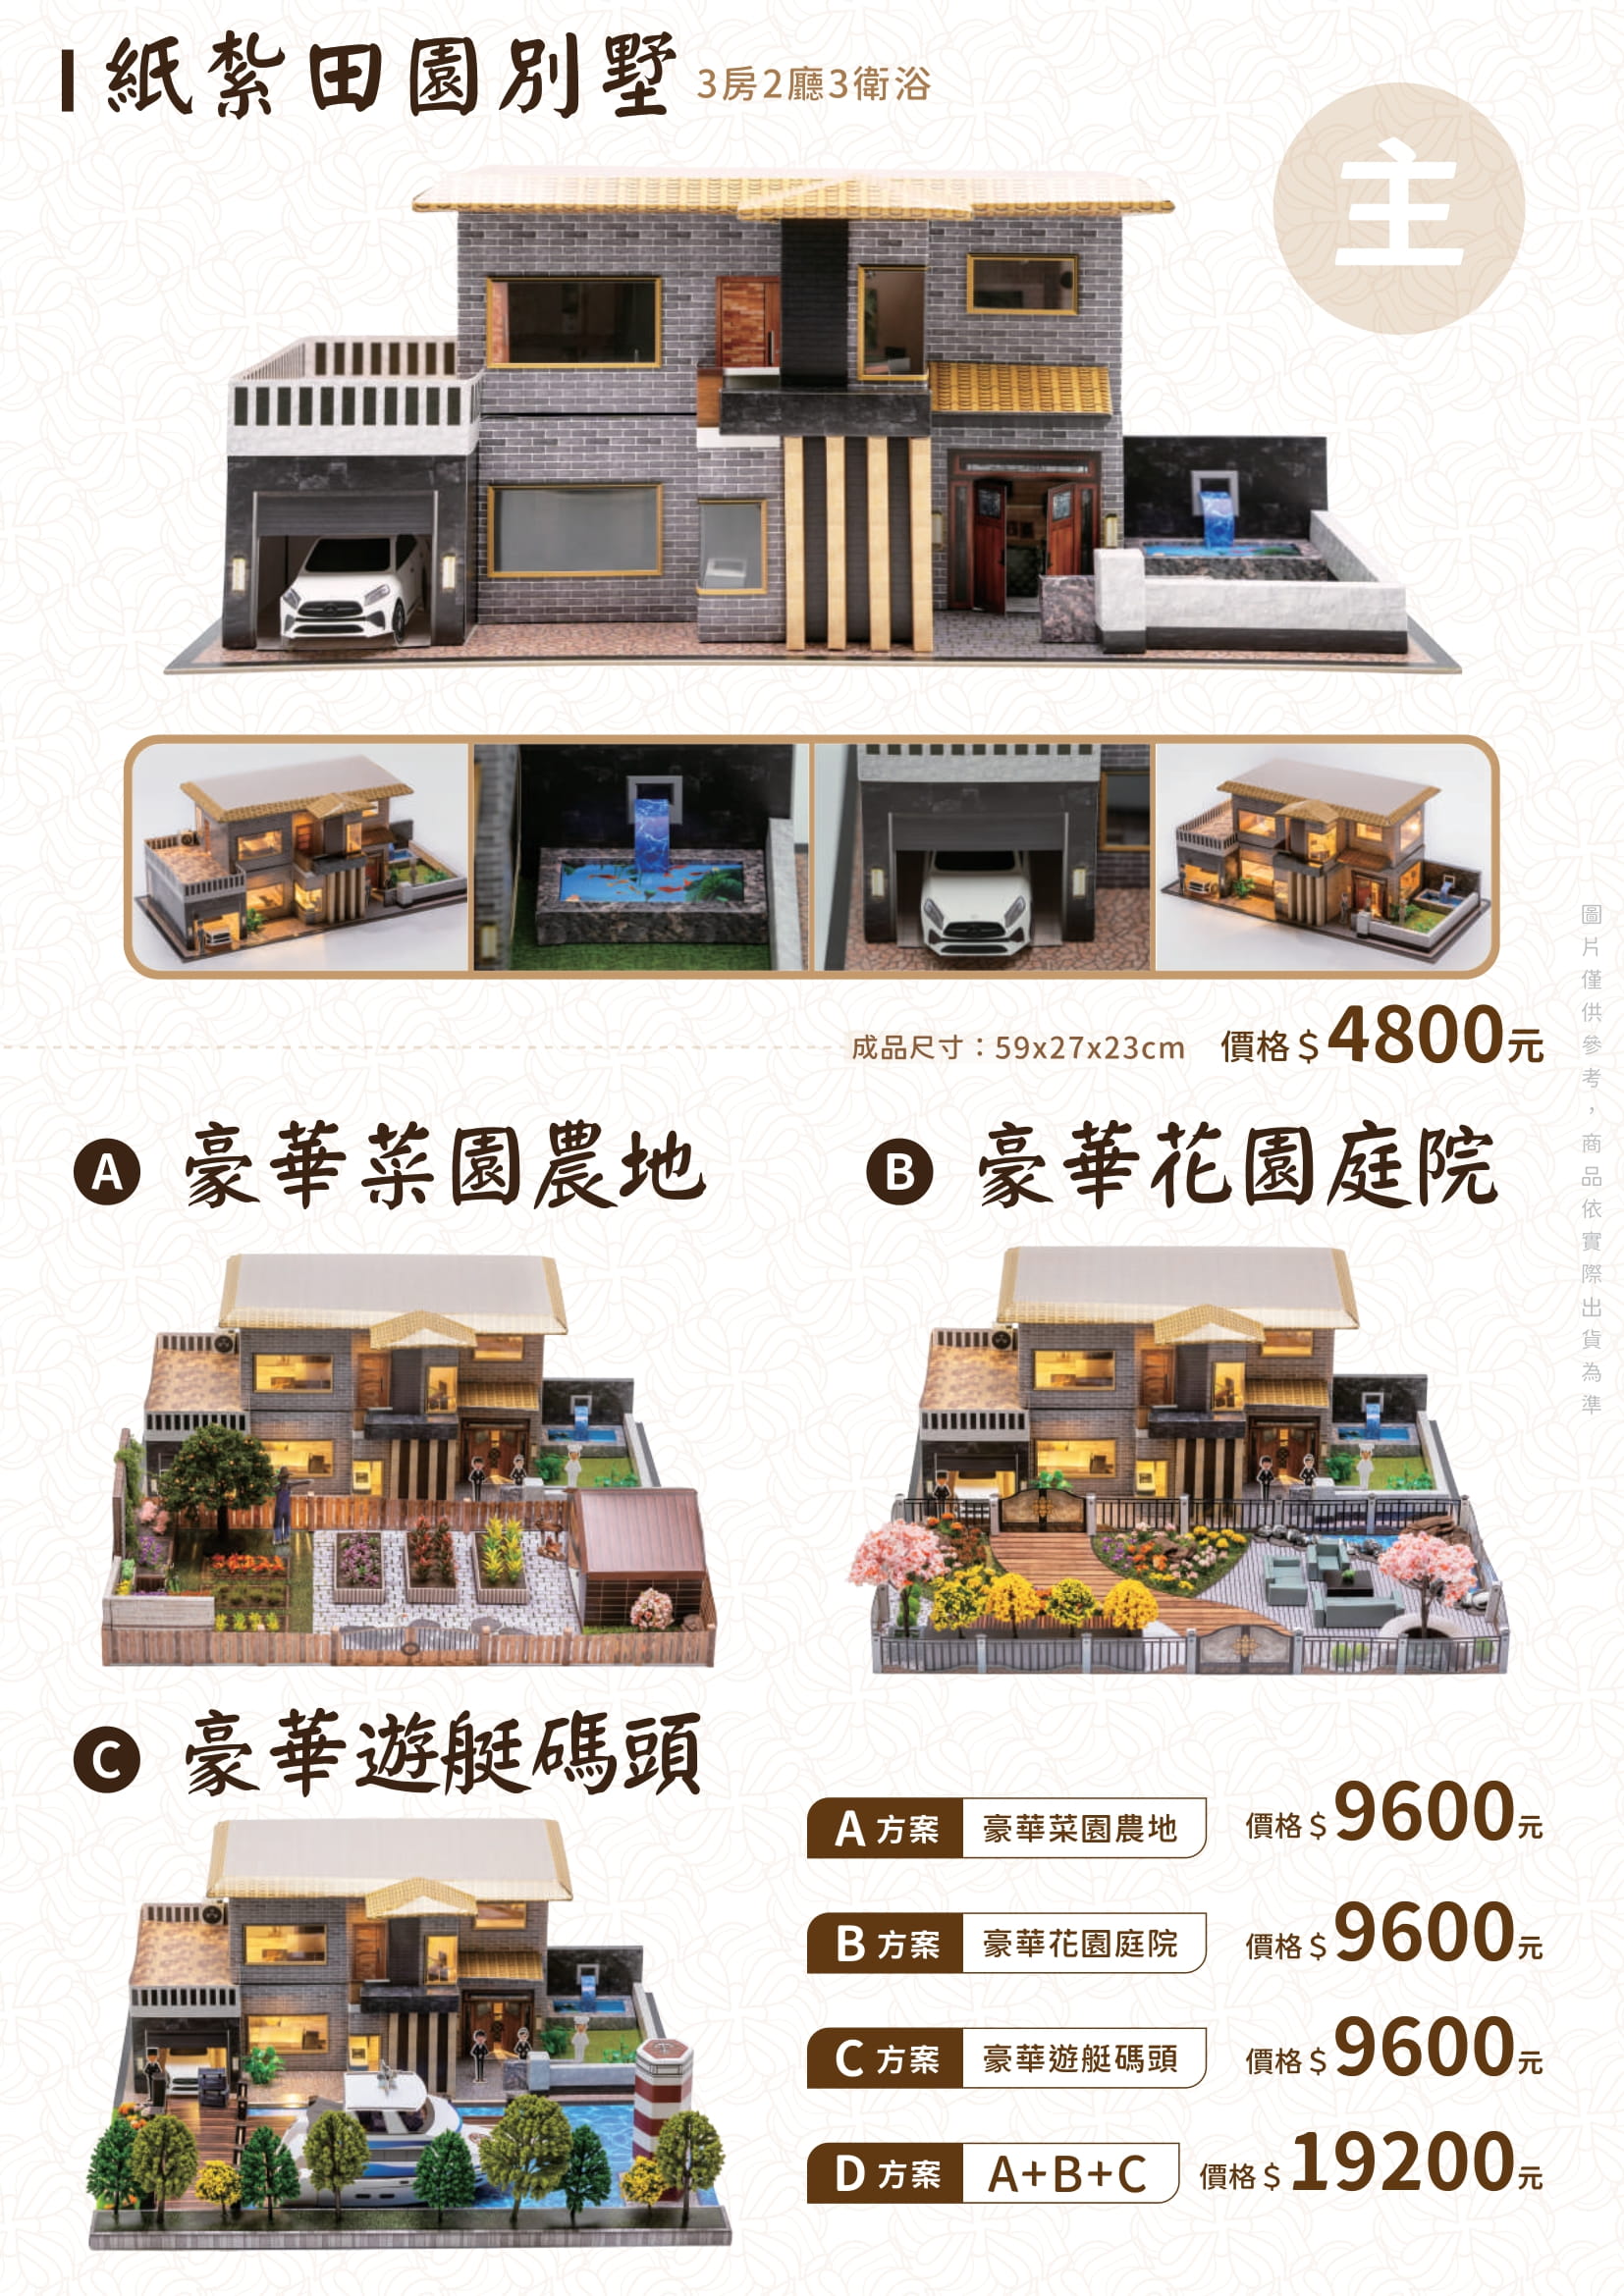 紙紮田園別墅 3房2廳3衛浴
主
成品尺寸：59x27x23cm 價格$4800元
圖片僅供參考，商品依實際出貨為準
A 豪華菜園農地
B 豪華花園庭院
C 豪華遊艇碼頭
A方案 豪華菜園農地 價格$9600元
B方案 豪華花園庭院 價格$9600元
C方案 豪華遊艇碼頭 價格$9600元
D方案 A+B+C 價格$19200元